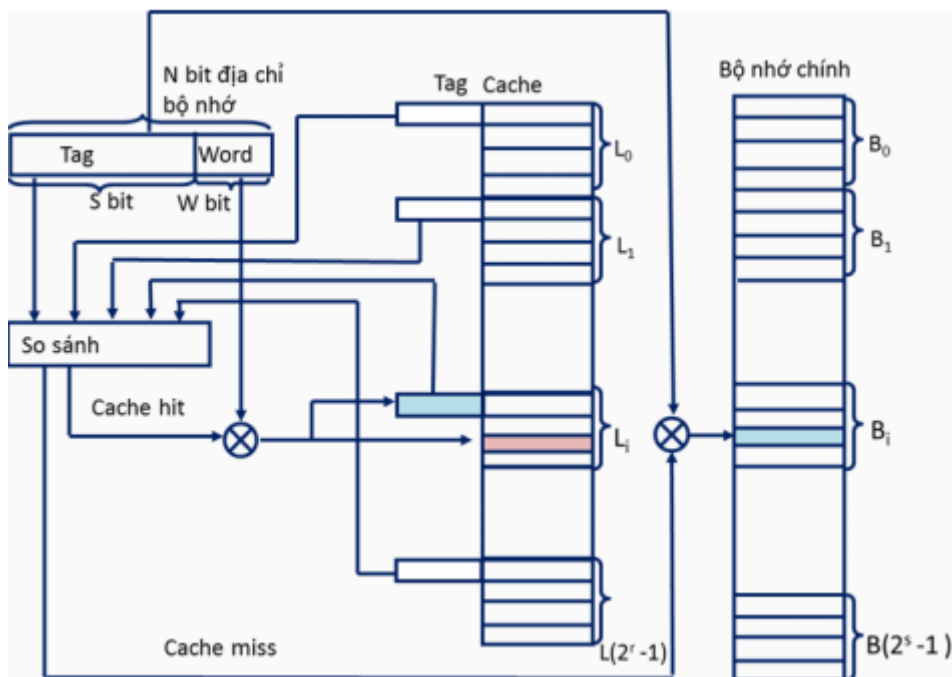 N bit địa chỉ
bộ nhớ
Tag Cache
Bộ nhớ chính
Tag
Word
S bit
W bit
L₀
B₀
L₁
B₁
So sánh
Cache hit
Lᵢ
Bᵢ
Cache miss
L(2ʳ -1)
B(2ˢ -1)